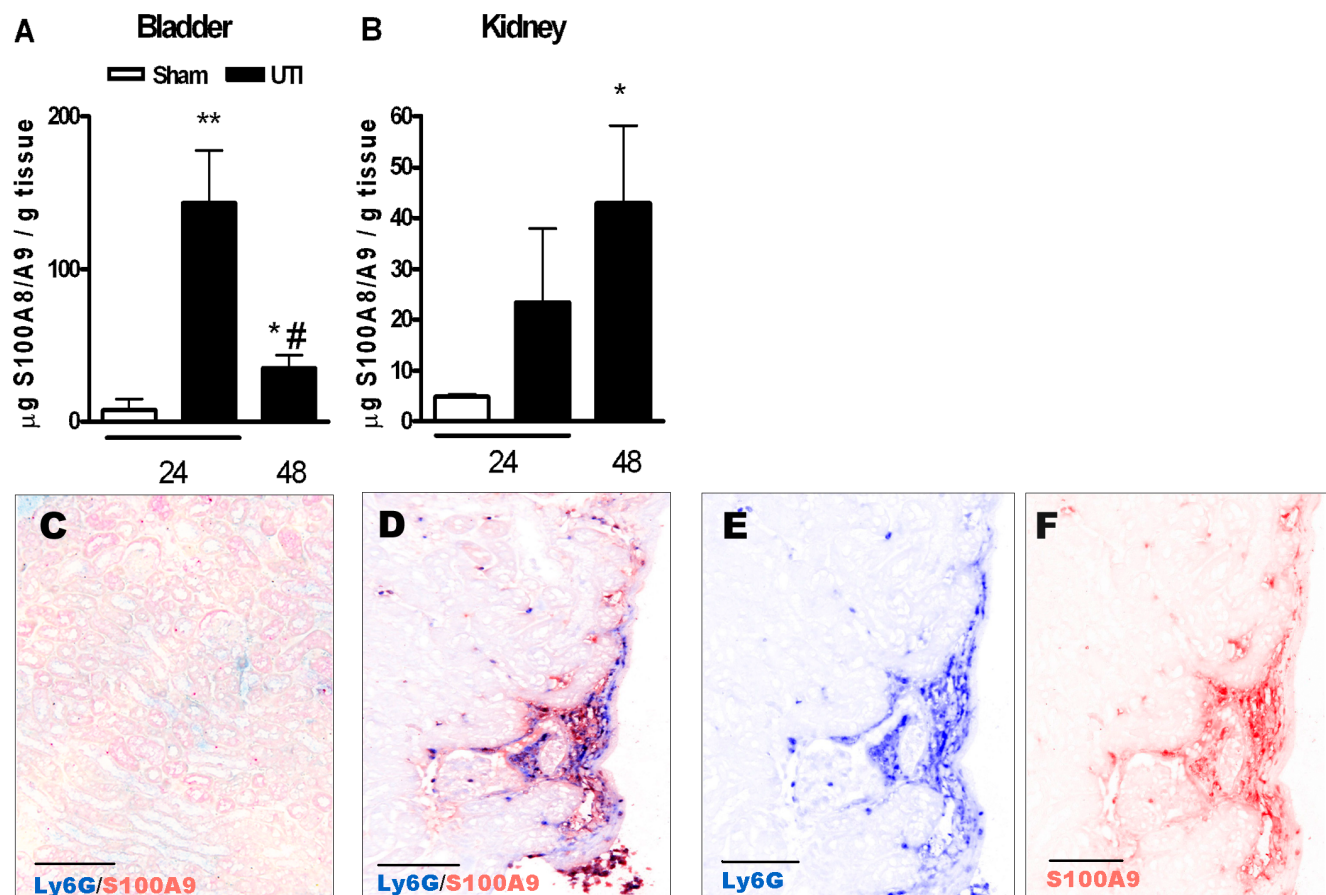 A Bladder
B Kidney
Sham UTI
μg S100A8/A9 / g tissue
200
100
0
**
*#
24 48
μg S100A8/A9 / g tissue
60
50
40
30
20
10
0
*
24 48
C
Ly6G/S100A9
D
Ly6G/S100A9
E
Ly6G
F
S100A9